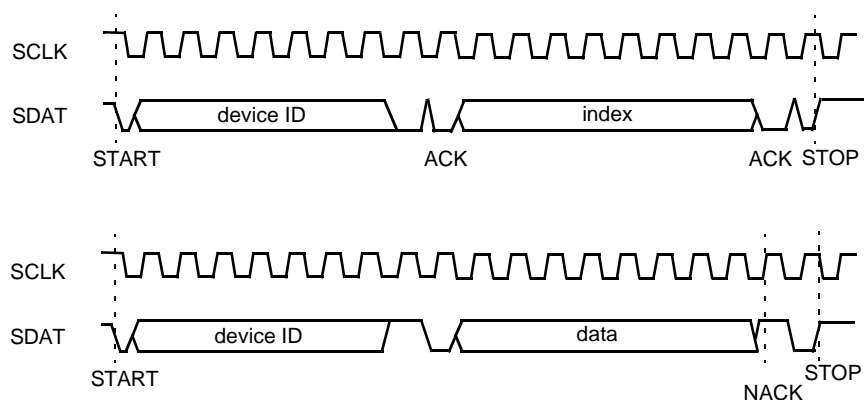 SCLK
SDAT device ID index
START ACK ACK STOP
SCLK
SDAT device ID data
START STOP
NACK